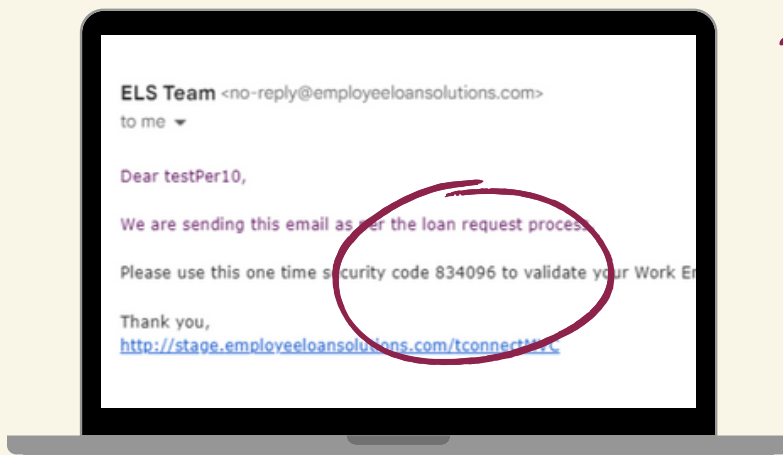 ELS Team <no-reply@employeeloansolutions.com>
to me
Dear testPer10,
We are sending this email as per the loan request process
Please use this one time security code 834096 to validate your Work
Thank you,
http://stage.employeeloansolutions.com/tconnectMVC